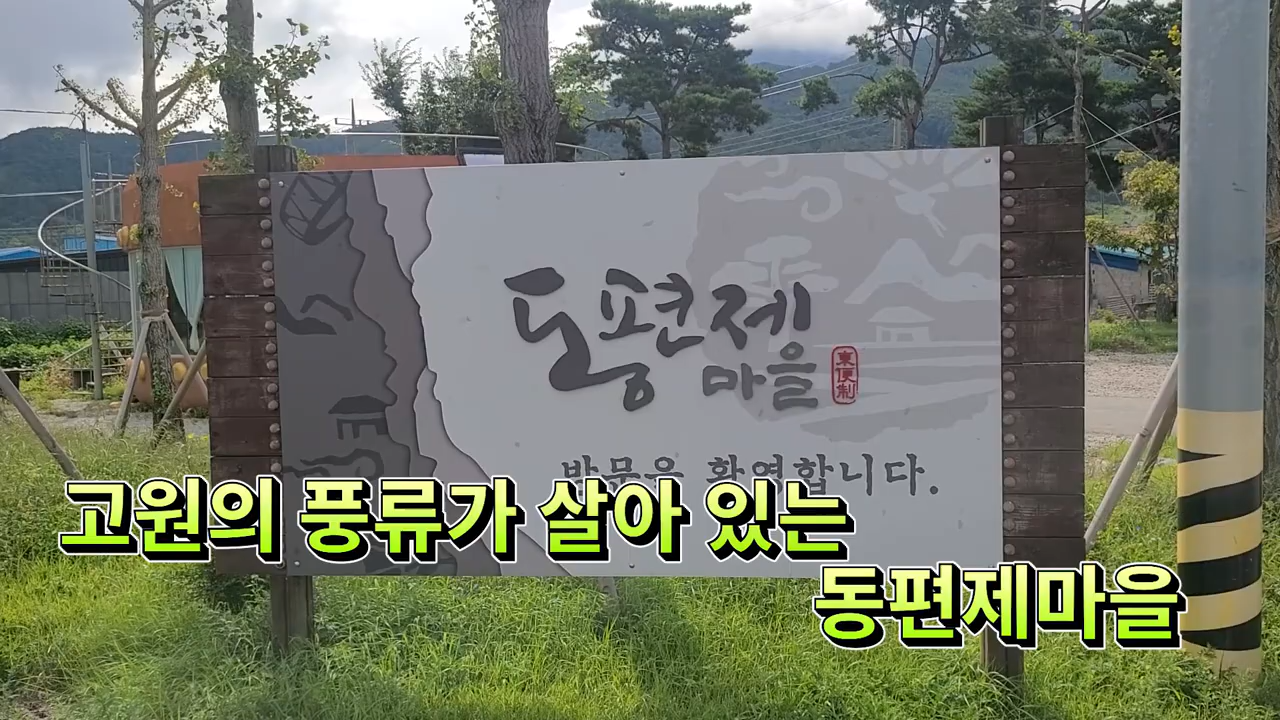 동편제
마을
東便制
방문을 환영합니다.
고원의 풍류가 살아 있는
동편제마을